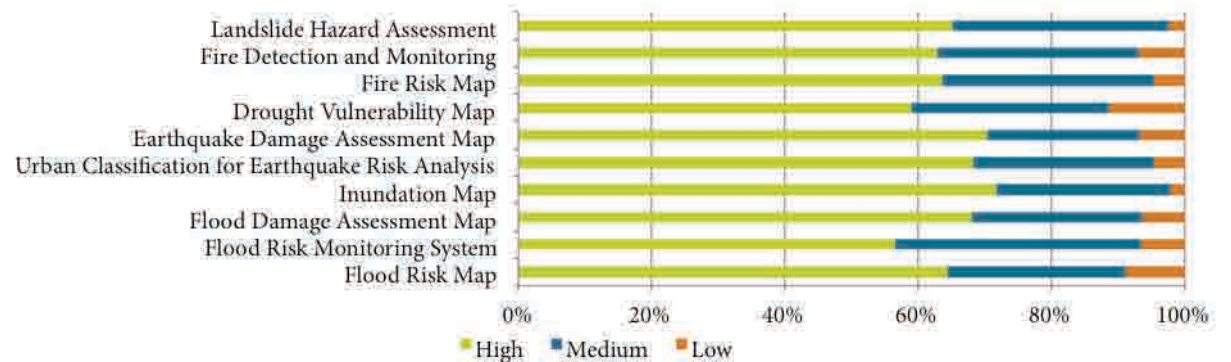 Landslide Hazard Assessment
Fire Detection and Monitoring
Fire Risk Map
Drought Vulnerability Map
Earthquake Damage Assessment Map
Urban Classification for Earthquake Risk Analysis
Inundation Map
Flood Damage Assessment Map
Flood Risk Monitoring System
Flood Risk Map
0% 20% 40% 60% 80% 100%
High Medium Low